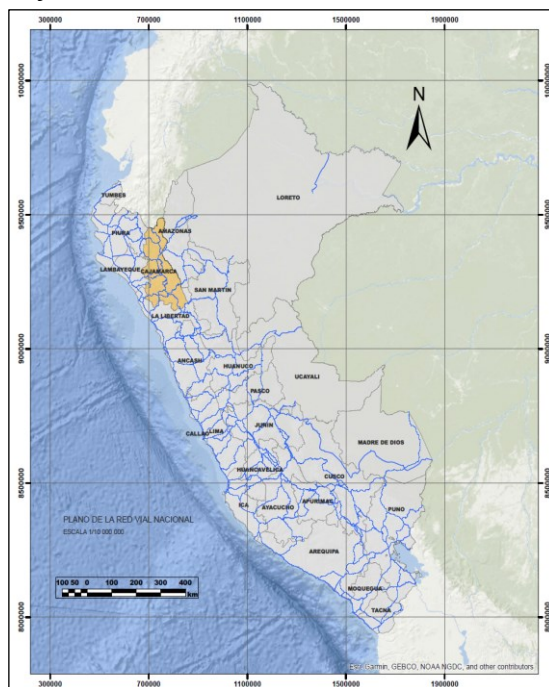 300000 700000 1100000 1500000 1900000
N
10000000 10000000
LORETO
TUMBES
9500000 9500000
AMAZONAS
PIURA
LAMBAYEQUE
CAJAMARCA
SAN MARTIN
LA LIBERTAD
9000000 9000000
ANCASH
HUANUCO
UCAYALI
PASCO
JUNIN
CALLAO
LIMA
MADRE DE DIOS
HUANCAVELICA
8500000 8500000
CUSCO
ICA
APURIMAC
AYACUCHO
PUNO
PLANO DE LA RED VIAL NACIONAL
ESCALA 1/10 000 000
AREQUIPA
100 50 0 100 200 300 400
km
MOQUEGUA
TACNA
8000000 8000000
Esri, Garmin, GEBCO, NOAA NGDC, and other contributors
300000 700000 1100000 1500000 1900000